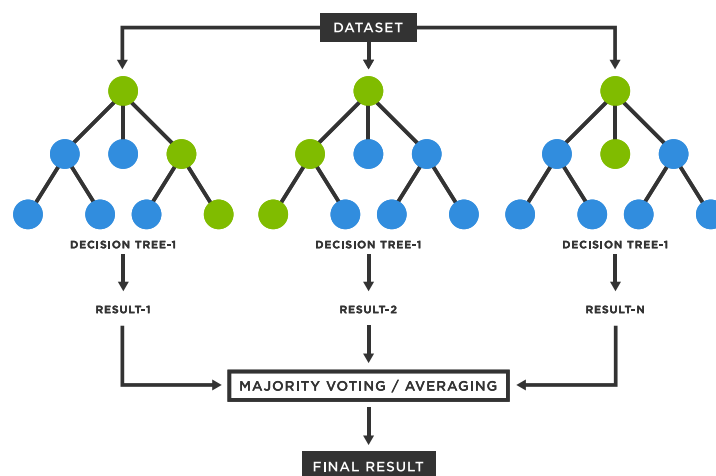 DATASET
DECISION TREE-1
DECISION TREE-1
DECISION TREE-1
RESULT-1
RESULT-2
RESULT-N
MAJORITY VOTING / AVERAGING
FINAL RESULT